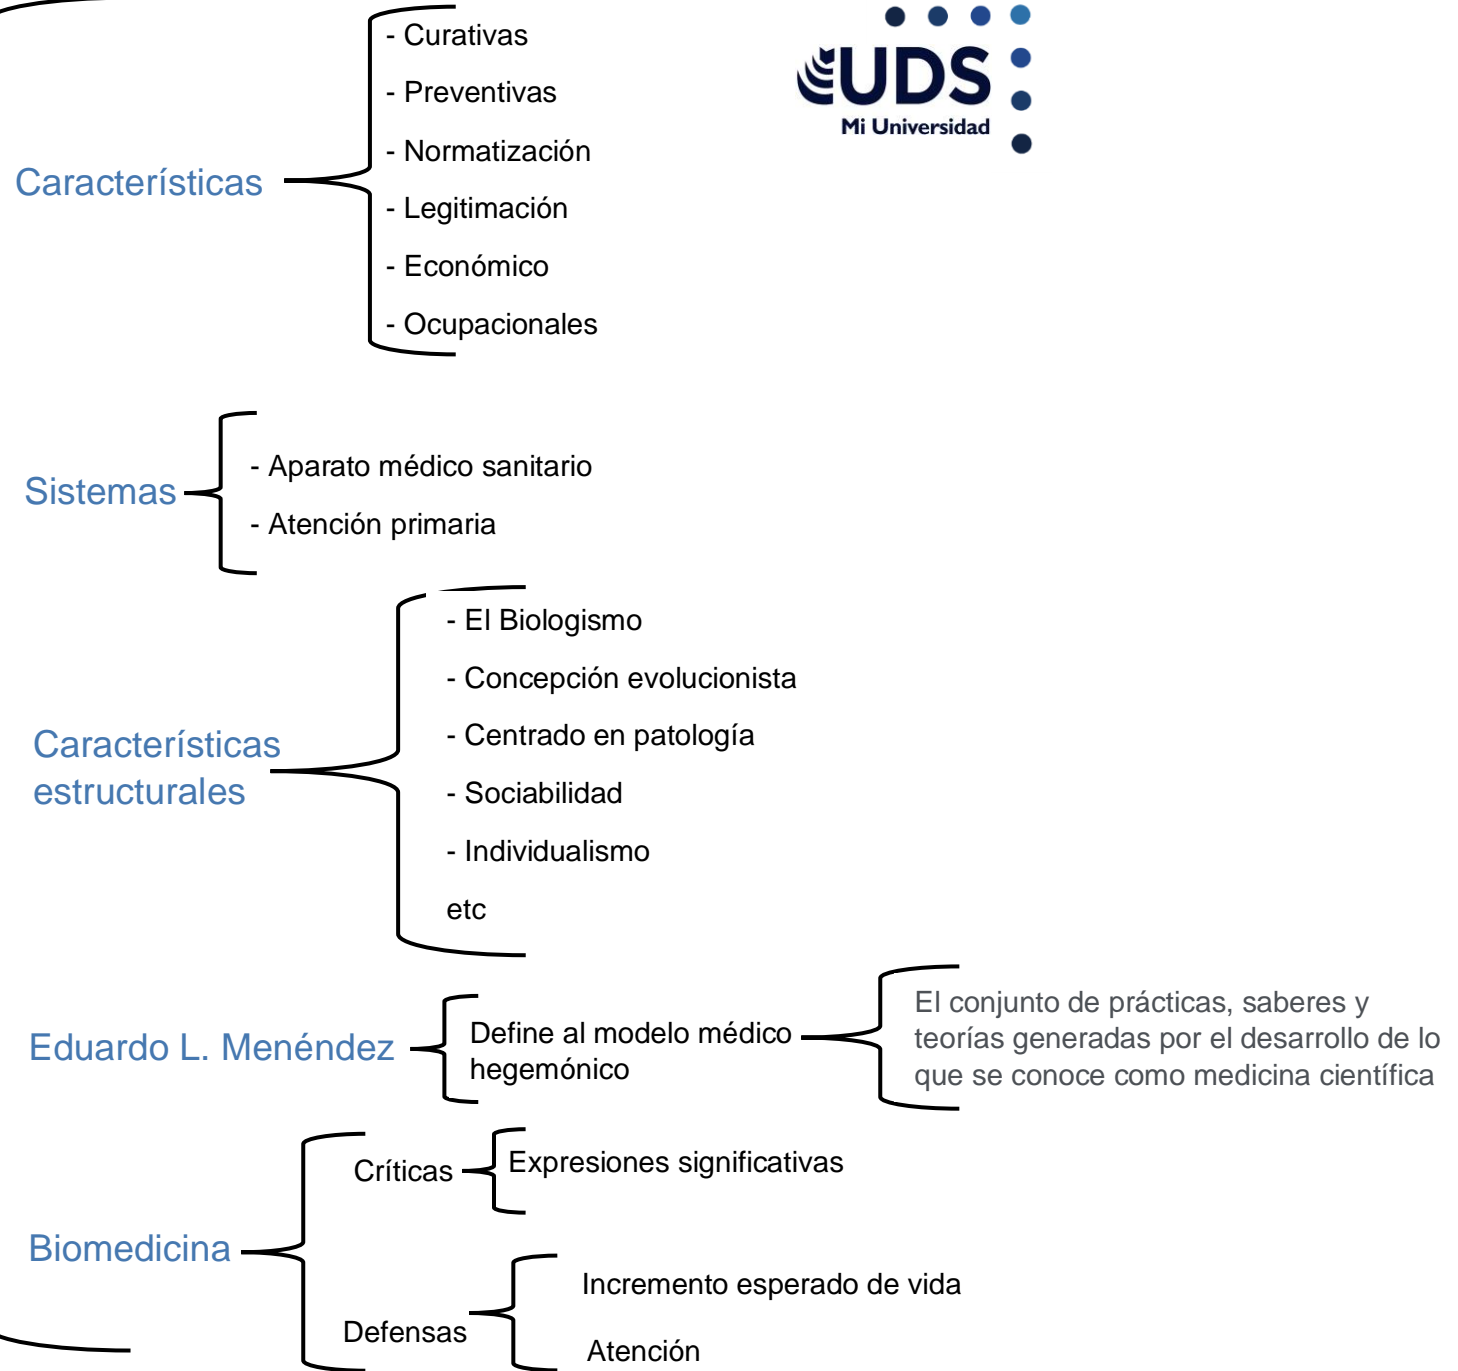 UDS
Mi Universidad
Características
- Curativas
- Preventivas
- Normatización
- Legitimación
- Económico
- Ocupacionales
Sistemas
- Aparato médico sanitario
- Atención primaria
Características
estructurales
- El Biologismo
- Concepción evolucionista
- Centrado en patología
- Sociabilidad
- Individualismo
etc
Eduardo L. Menéndez
Define al modelo médico
hegemónico
El conjunto de prácticas, saberes y
teorías generadas por el desarrollo de lo
que se conoce como medicina científica
Biomedicina
Críticas
Expresiones significativas
Defensas
Incremento esperado de vida
Atención